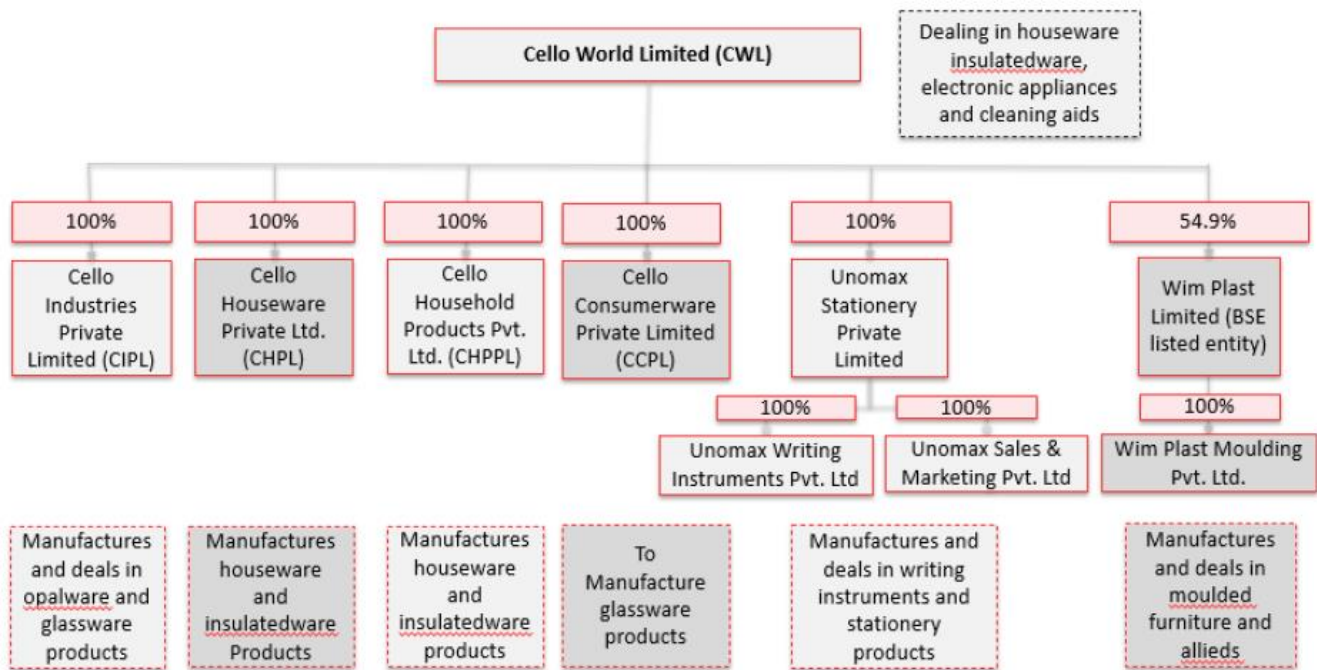 Cello World Limited (CWL)
Dealing in houseware
insulatedware,
electronic appliances
and cleaning aids
100%
100%
100%
100%
100%
54.9%
Cello
Industries
Private
Limited (CIPL)
Cello
Houseware
Private Ltd.
(CHPL)
Cello
Household
Products Pvt.
Ltd. (CHPPL)
Cello
Consumerware
Private Limited
(CCPL)
Unomax
Stationery
Private
Limited
Wim Plast
Limited (BSE
listed entity)
100%
100%
100%
Unomax Writing
Instruments Pvt. Ltd
Unomax Sales &
Marketing Pvt. Ltd
Wim Plast Moulding
Pvt. Ltd.
Manufactures
and deals in
opalware and
glassware
products
Manufactures
houseware
and
insulatedware
Products
Manufactures
houseware
and
insulatedware
products
To
Manufacture
glassware
products
Manufactures and
deals in writing
instruments and
stationery
products
Manufactures
and deals in
moulded
furniture and
allieds